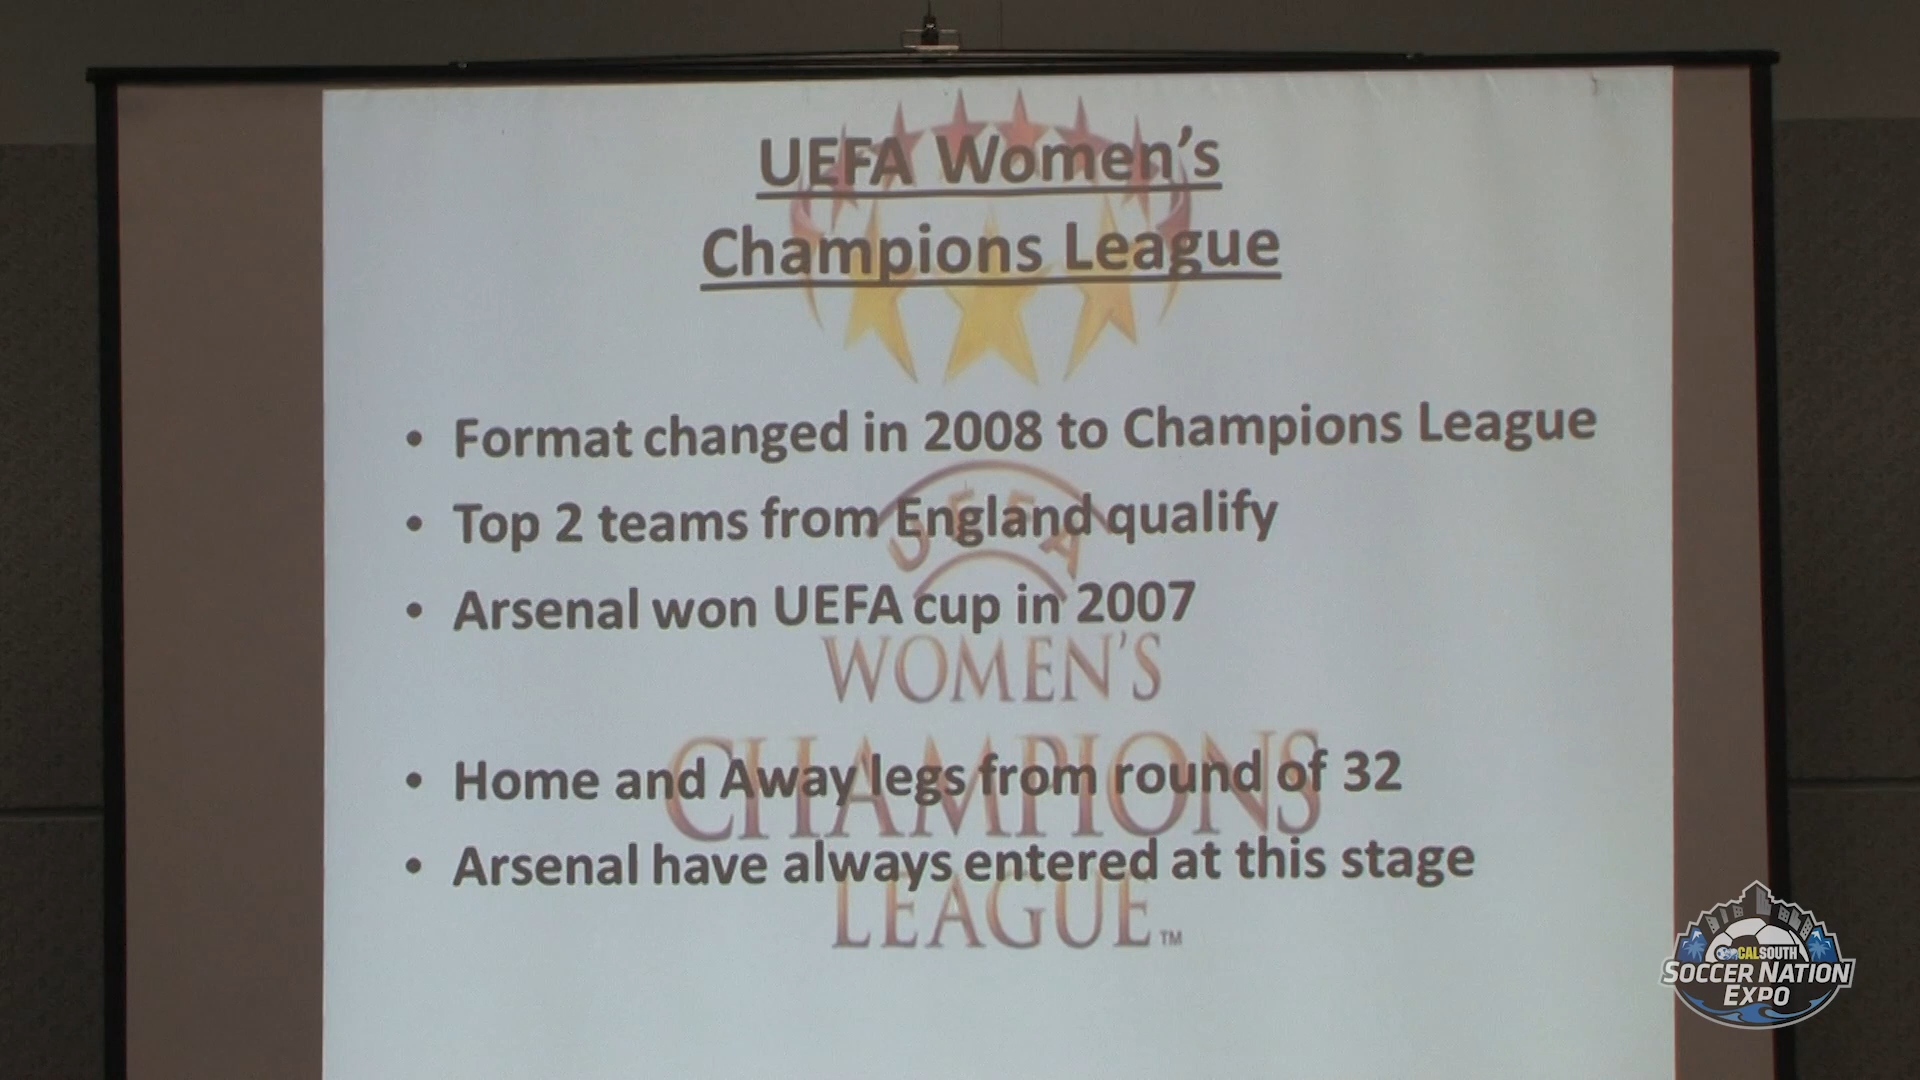 UEFA Women's
Champions League
• Format changed in 2008 to Champions League
• Top 2 teams from England qualify
• Arsenal won UEFA cup in 2007
• Home and Away legs from round of 32
• Arsenal have always entered at this stage
UEFA
WOMEN'S
CHAMPIONS
LEAGUE™
CALSOUTH
SOCCER NATION
EXPO